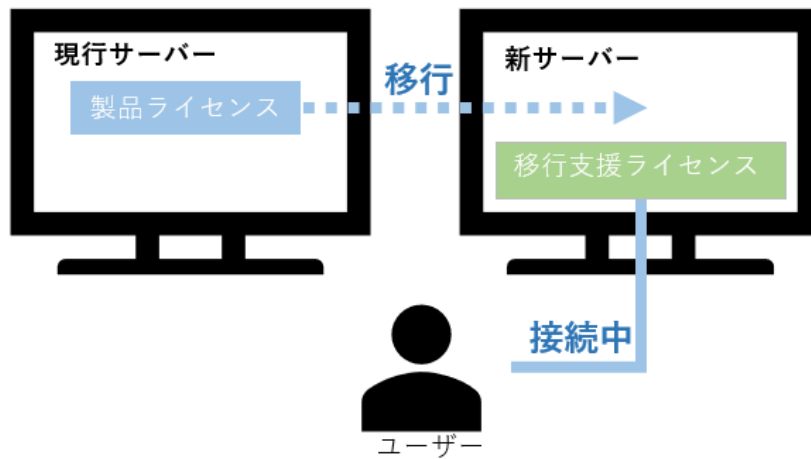 現行サーバー
製品ライセンス
移行
新サーバー
移行支援ライセンス
接続中
ユーザー